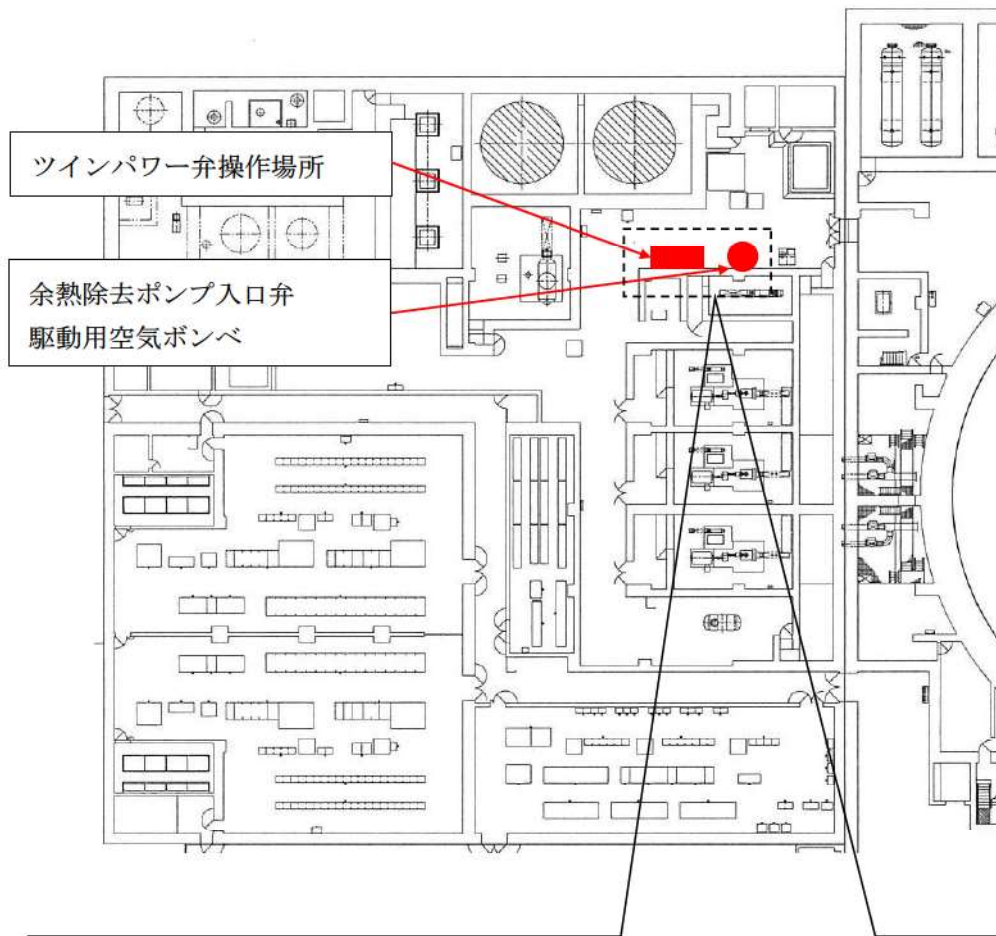 ツインパワー弁操作場所
余熱除去ポンプ入口弁
駆動用空気ボンベ